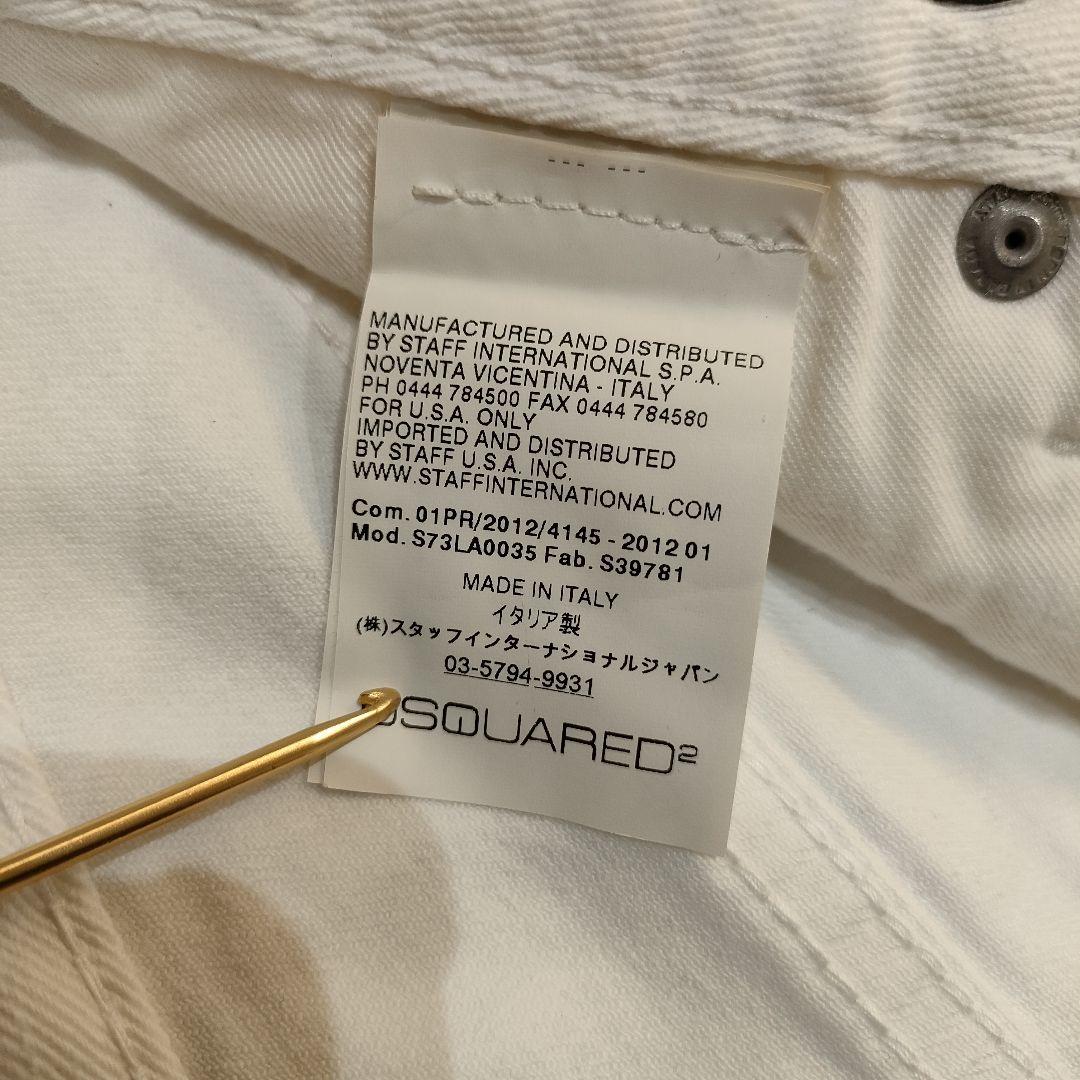 MANUFACTURED AND DISTRIBUTED
BY STAFF INTERNATIONAL S.P.A.
NOVENTA VICENTINA - ITALY
PH 0444 784500 FAX 0444 784580
FOR U.S.A. ONLY
IMPORTED AND DISTRIBUTED
BY STAFF U.S.A. INC.
WWW.STAFFINTERNATIONAL.COM
Com. 01PR/2012/4145 - 2012 01
Mod. S73LA0035 Fab. S39781
MADE IN ITALY
イタリア製
(株)スタッフインターナショナルジャパン
03-5794-9931
DSQUARED2